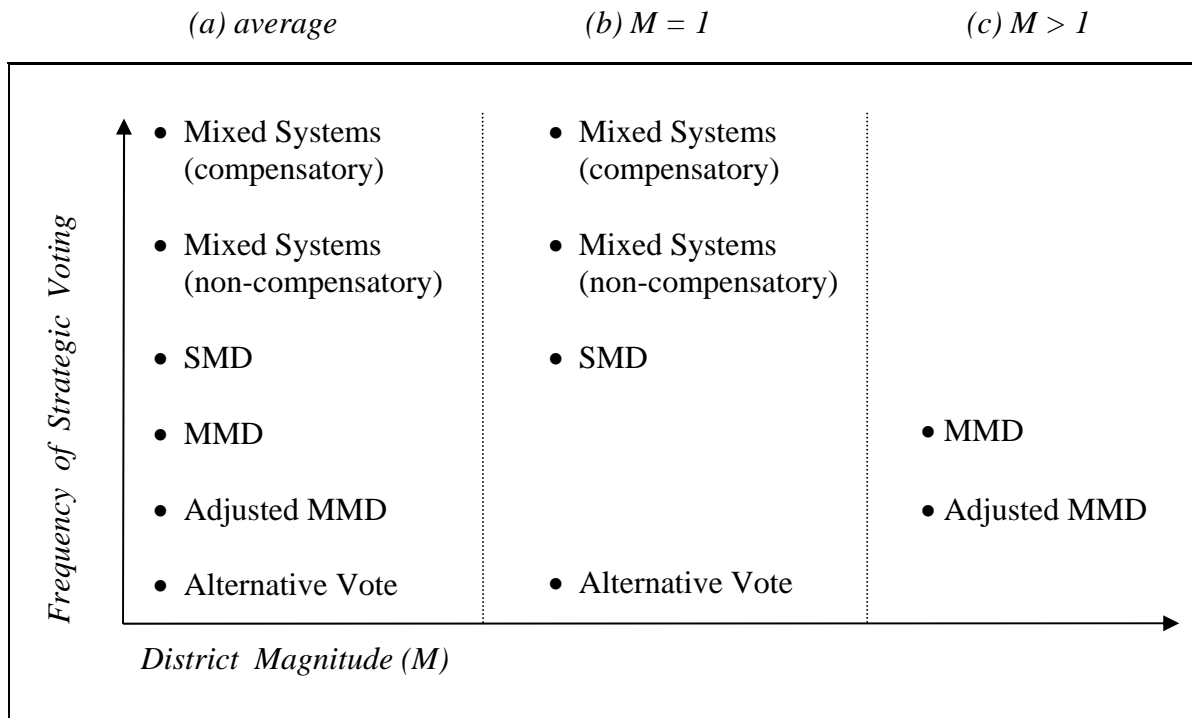 (a) average
(b) M = 1
(c) M > 1
Frequency of Strategic Voting
• Mixed Systems
(compensatory)
• Mixed Systems
(non-compensatory)
• SMD
• MMD
• Adjusted MMD
• Alternative Vote
• Mixed Systems
(compensatory)
• Mixed Systems
(non-compensatory)
• SMD
• Alternative Vote
• MMD
• Adjusted MMD
District Magnitude (M)